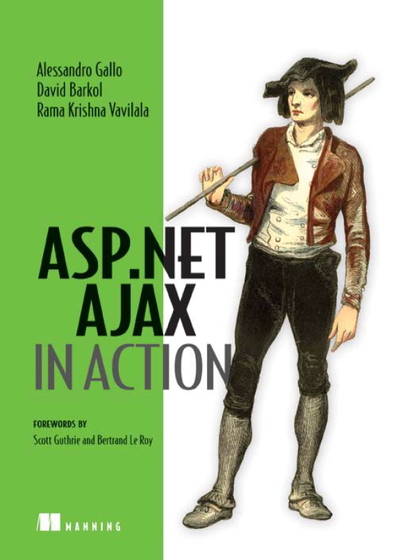 Alessandro Gallo
David Barkol
Rama Krishna Vavilala
ASP.NET
AJAX
IN ACTION
FOREWORDS BY
Scott Guthrie and Bertrand Le Roy
MANNING